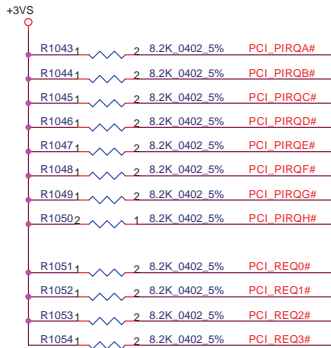 +3VS
R1043 1 2 8.2K_0402_5% PCI_PIRQA#
R1044 1 2 8.2K_0402_5% PCI_PIRQB#
R1045 1 2 8.2K_0402_5% PCI_PIRQC#
R1046 1 2 8.2K_0402_5% PCI_PIRQD#
R1047 1 2 8.2K_0402_5% PCI_PIRQE#
R1048 1 2 8.2K_0402_5% PCI_PIRQF#
R1049 1 2 8.2K_0402_5% PCI_PIRQG#
R1050 2 1 8.2K_0402_5% PCI_PIRQH#
R1051 1 2 8.2K_0402_5% PCI_REQ0#
R1052 1 2 8.2K_0402_5% PCI_REQ1#
R1053 1 2 8.2K_0402_5% PCI_REQ2#
R1054 1 2 8.2K_0402_5% PCI_REQ3#